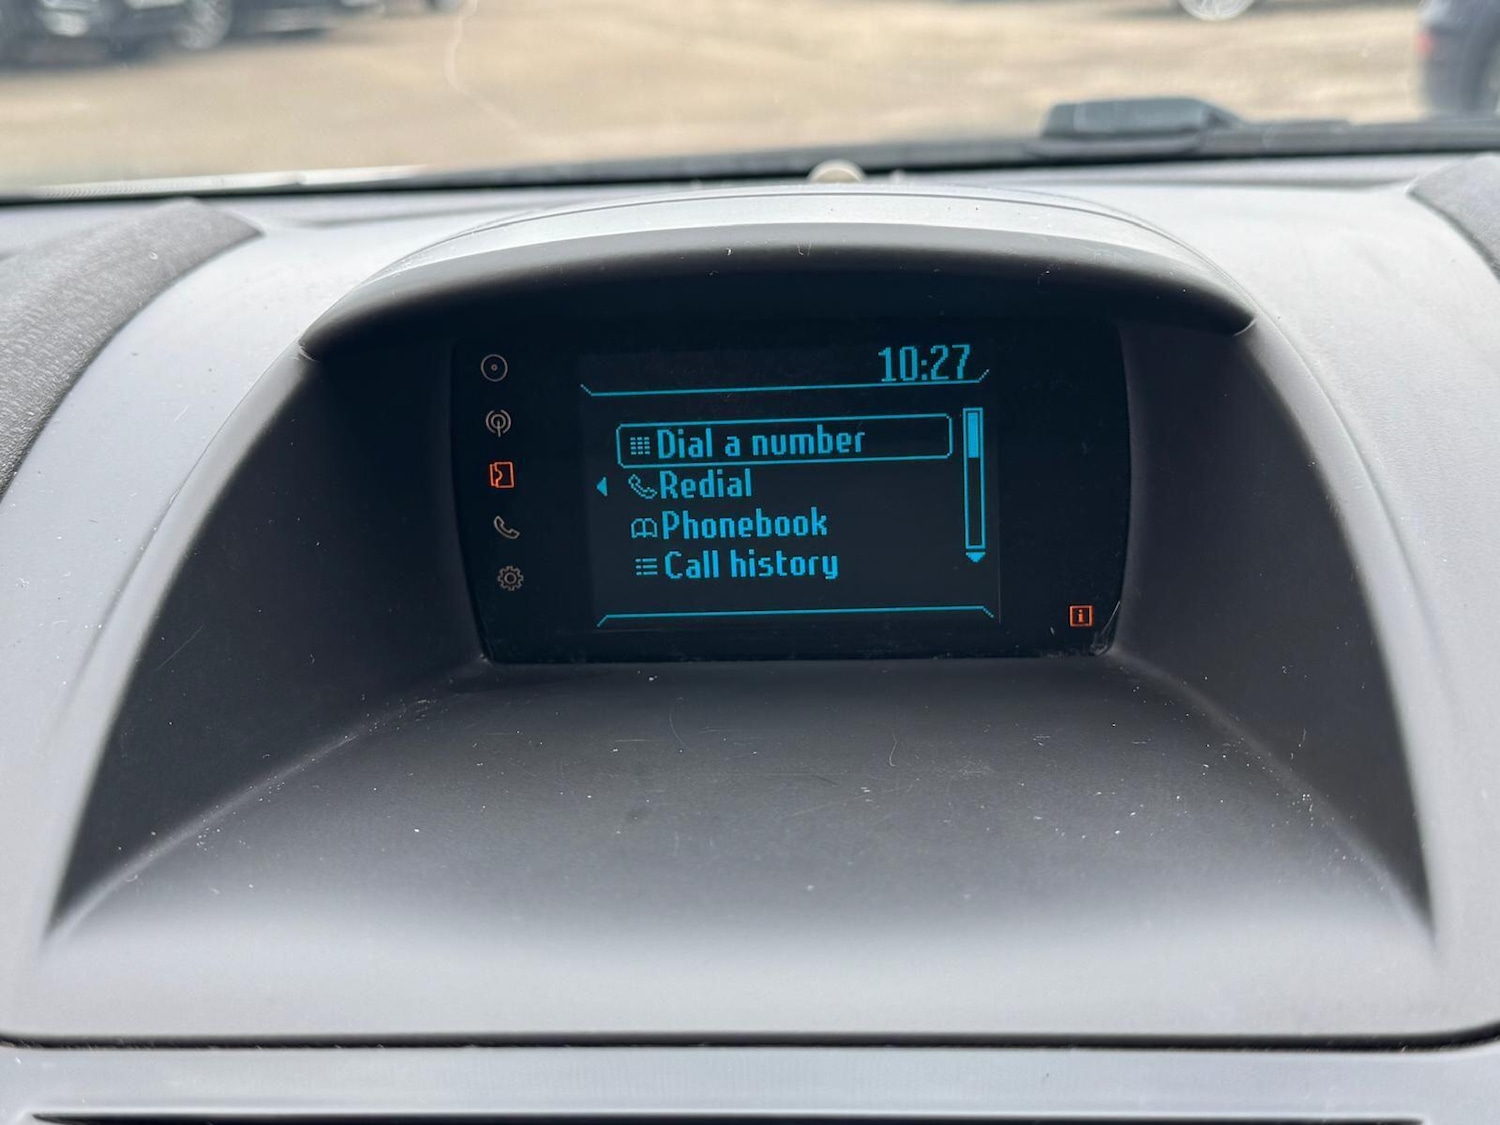 10:27
Dial a number
Redial
Phonebook
Call history
i